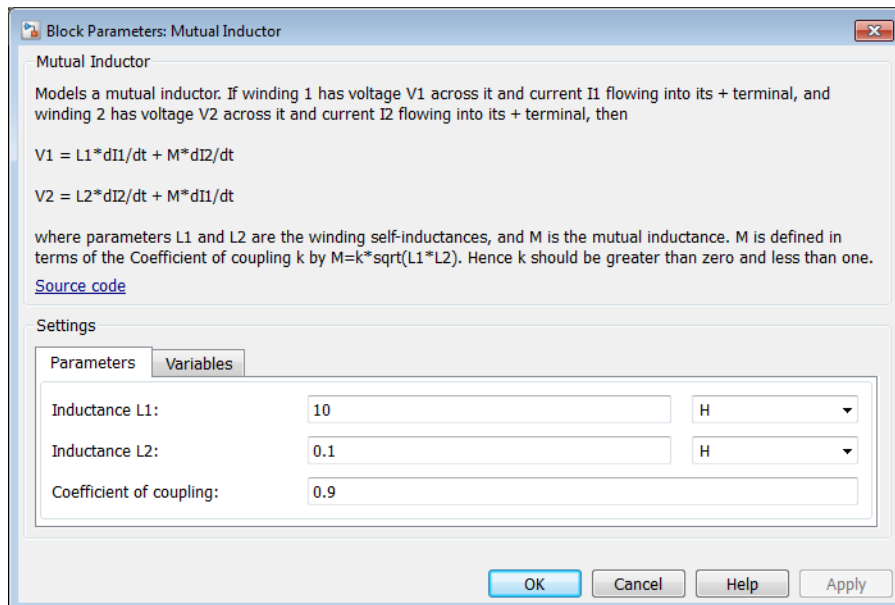 Block Parameters: Mutual Inductor
Mutual Inductor
Models a mutual inductor. If winding 1 has voltage V1 across it and current I1 flowing into its + terminal, and
winding 2 has voltage V2 across it and current I2 flowing into its + terminal, then
V1 = L1*dI1/dt + M*dI2/dt
V2 = L2*dI2/dt + M*dI1/dt
where parameters L1 and L2 are the winding self-inductances, and M is the mutual inductance. M is defined in
terms of the Coefficient of coupling k by M=k*sqrt(L1*L2). Hence k should be greater than zero and less than one.
Source code
Settings
Parameters Variables
Inductance L1: 10 H
Inductance L2: 0.1 H
Coefficient of coupling: 0.9
OK Cancel Help Apply